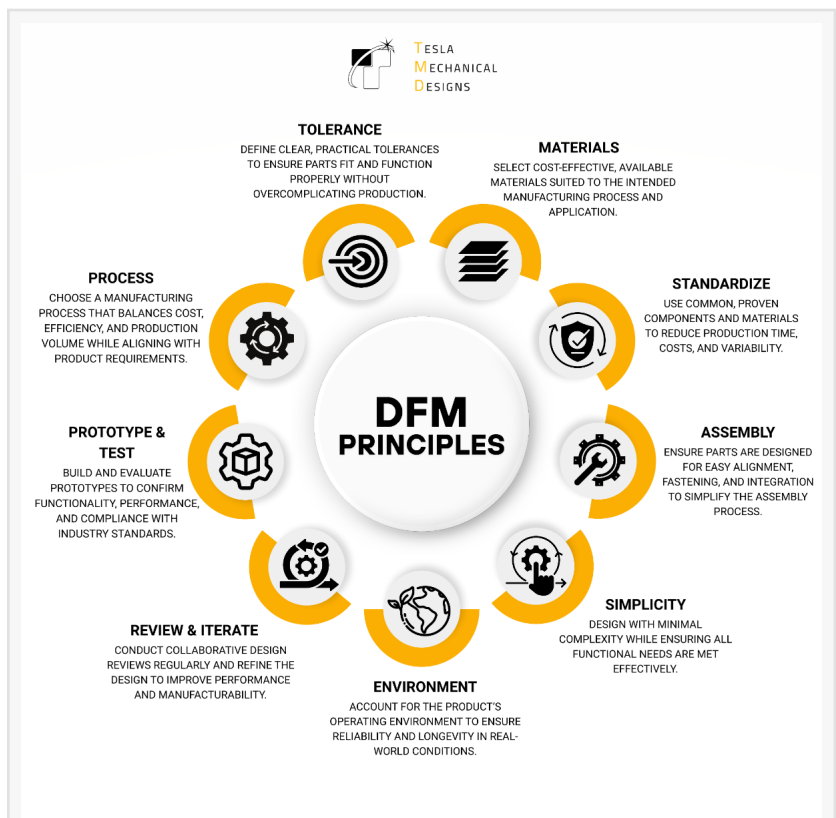 TESLA
MECHANICAL
DESIGNS
TOLERANCE
DEFINE CLEAR, PRACTICAL TOLERANCES
TO ENSURE PARTS FIT AND FUNCTION
PROPERLY WITHOUT
OVERCOMPLICATING PRODUCTION.
MATERIALS
SELECT COST-EFFECTIVE, AVAILABLE
MATERIALS SUITED TO THE INTENDED
MANUFACTURING PROCESS AND
APPLICATION.
PROCESS
CHOOSE A MANUFACTURING
PROCESS THAT BALANCES COST,
EFFICIENCY, AND PRODUCTION
VOLUME WHILE ALIGNING WITH
PRODUCT REQUIREMENTS.
STANDARDIZE
USE COMMON, PROVEN
COMPONENTS AND MATERIALS
TO REDUCE PRODUCTION TIME,
COSTS, AND VARIABILITY.
DFM
PRINCIPLES
PROTOTYPE &
TEST
BUILD AND EVALUATE
PROTOTYPES TO CONFIRM
FUNCTIONALITY, PERFORMANCE,
AND COMPLIANCE WITH
INDUSTRY STANDARDS.
ASSEMBLY
ENSURE PARTS ARE DESIGNED
FOR EASY ALIGNMENT,
FASTENING, AND INTEGRATION
TO SIMPLIFY THE ASSEMBLY
PROCESS.
REVIEW & ITERATE
CONDUCT COLLABORATIVE DESIGN
REVIEWS REGULARLY AND REFINE THE
DESIGN TO IMPROVE PERFORMANCE
AND MANUFACTURABILITY.
SIMPLICITY
DESIGN WITH MINIMAL
COMPLEXITY WHILE ENSURING ALL
FUNCTIONAL NEEDS ARE MET
EFFECTIVELY.
ENVIRONMENT
ACCOUNT FOR THE PRODUCT'S
OPERATING ENVIRONMENT TO ENSURE
RELIABILITY AND LONGEVITY IN REAL-
WORLD CONDITIONS.